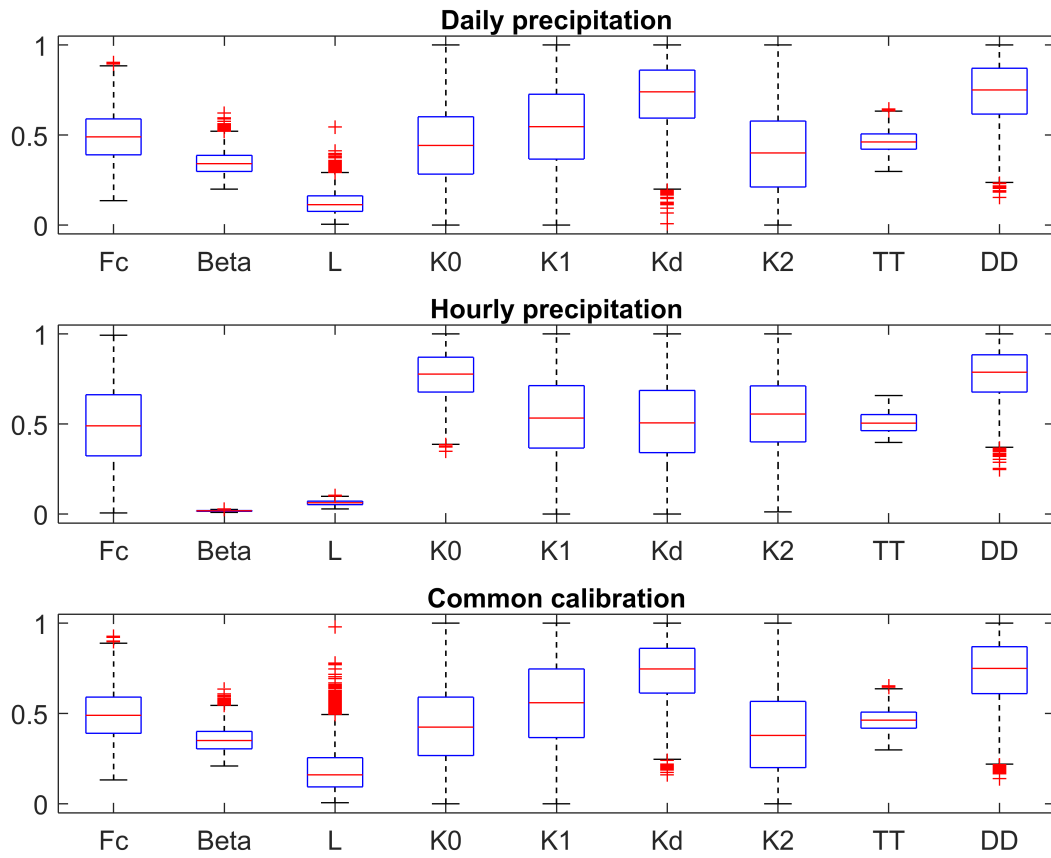 Daily precipitation
1
0.5
0
Fc Beta L K0 K1 Kd K2 TT DD
Hourly precipitation
1
0.5
0
Fc Beta L K0 K1 Kd K2 TT DD
Common calibration
1
0.5
0
Fc Beta L K0 K1 Kd K2 TT DD